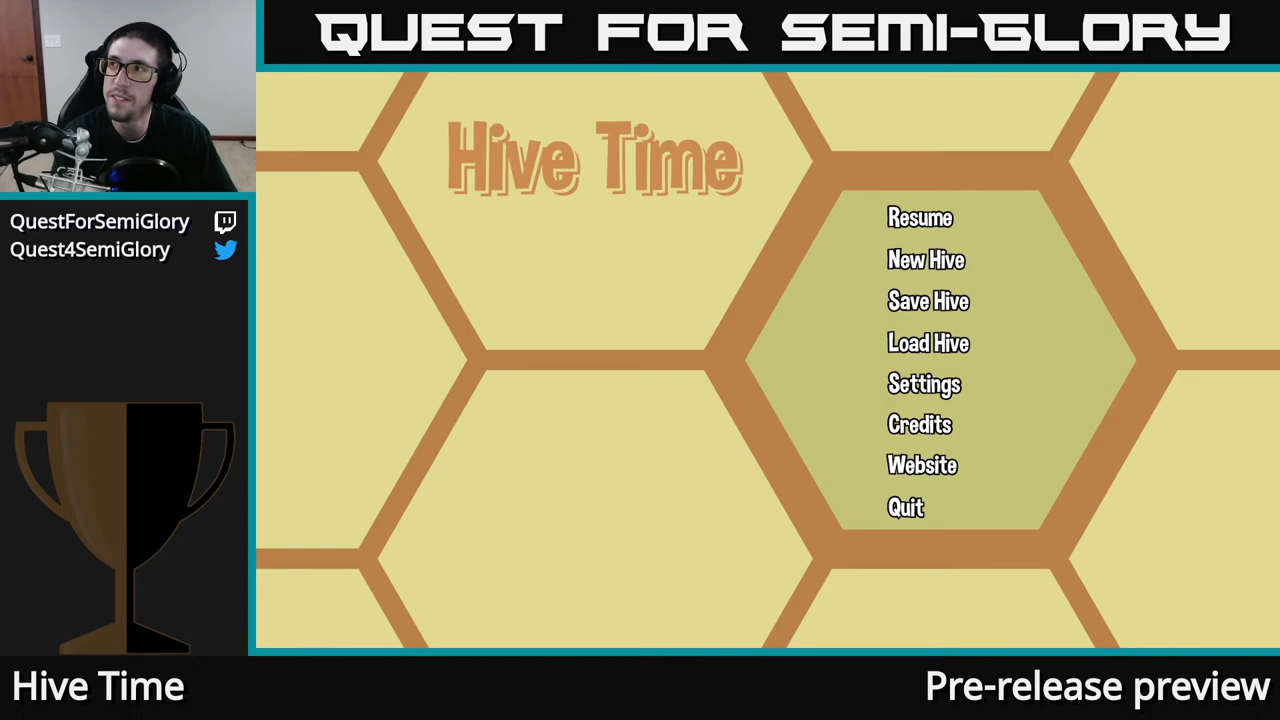 QUEST FOR SEMI-GLORY
QuestForSemiGlory
Quest4SemiGlory
Hive Time
Resume
New Hive
Save Hive
Load Hive
Settings
Credits
Website
Quit
Hive Time
Pre-release preview